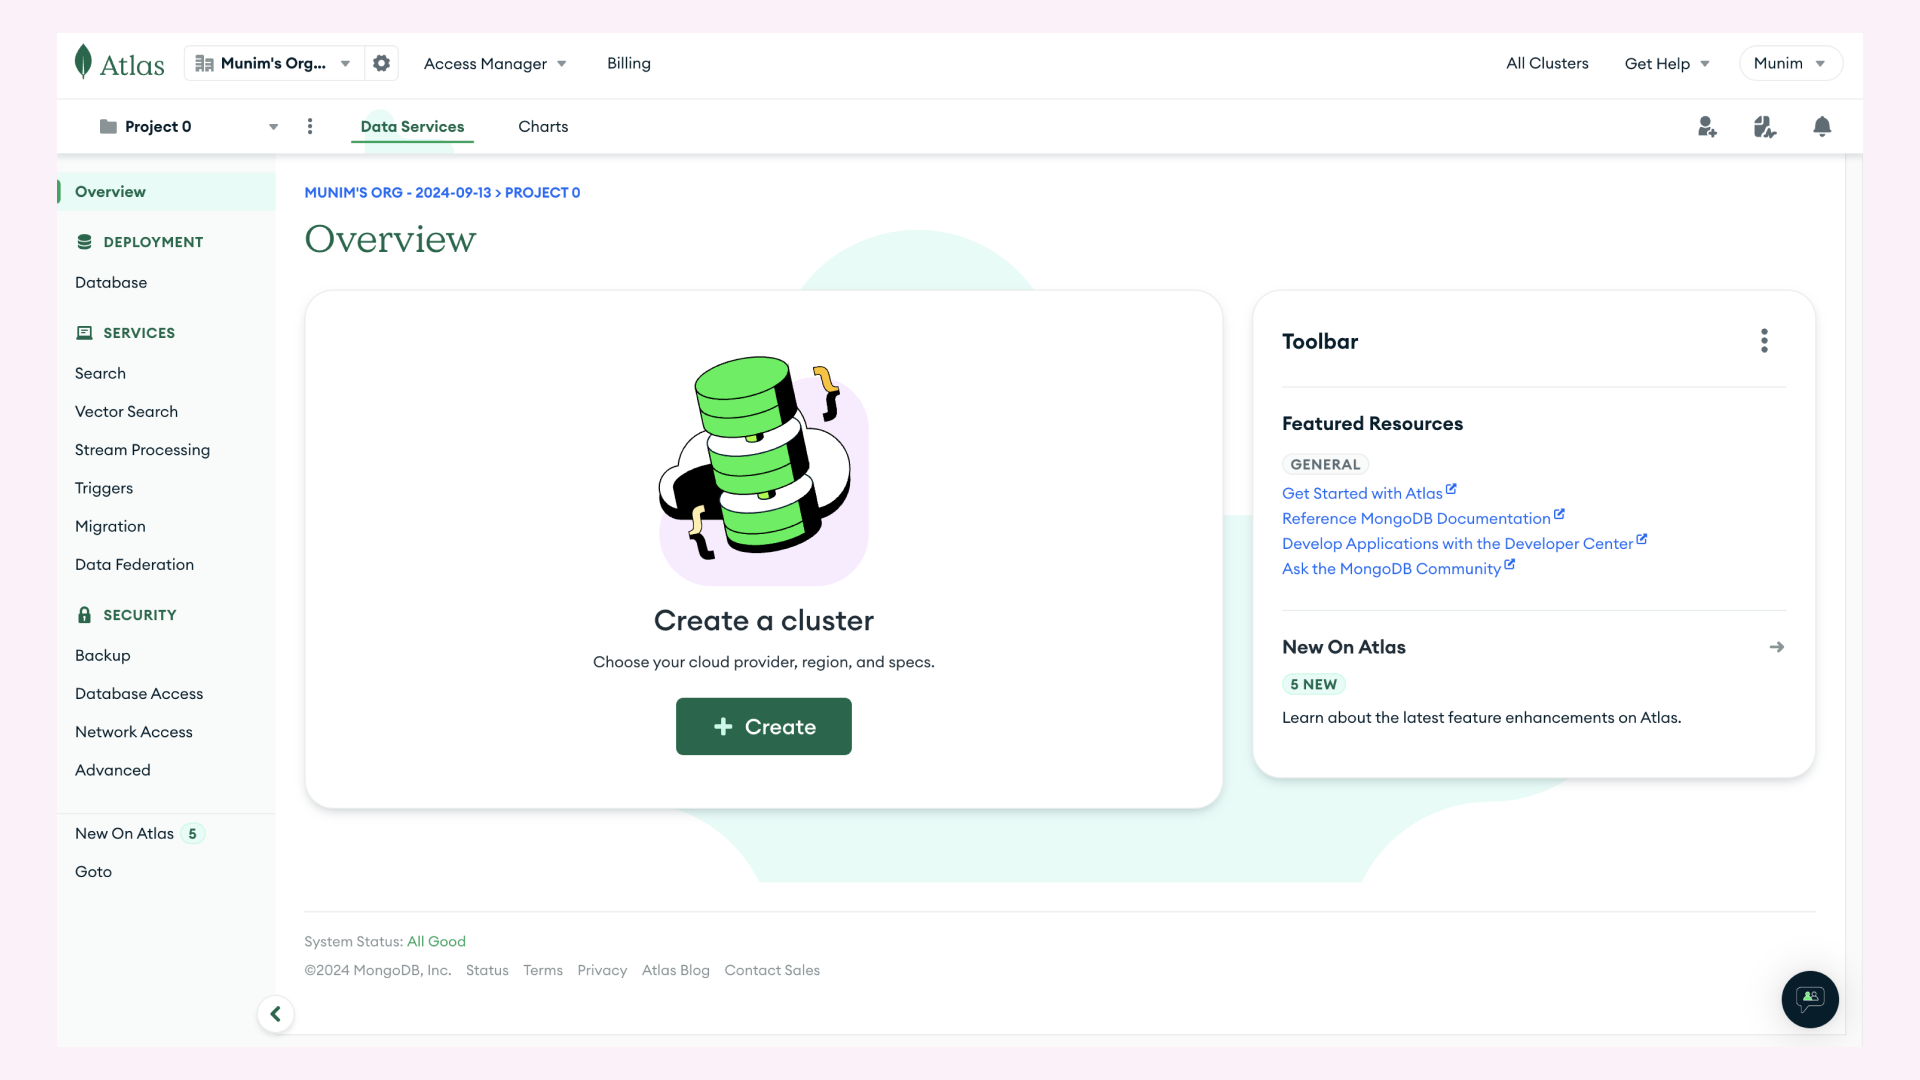 Atlas Munim's Org... Access Manager Billing All Clusters Get Help Munim
Project 0 Data Services Charts
Overview
DEPLOYMENT
Database
SERVICES
Search
Vector Search
Stream Processing
Triggers
Migration
Data Federation
SECURITY
Backup
Database Access
Network Access
Advanced
New On Atlas 5
Goto
MUNIM'S ORG - 2024-09-13 > PROJECT 0
Overview
Create a cluster
Choose your cloud provider, region, and specs.
+ Create
Toolbar
Featured Resources
GENERAL
Get Started with Atlas
Reference MongoDB Documentation
Develop Applications with the Developer Center
Ask the MongoDB Community
New On Atlas
5 NEW
Learn about the latest feature enhancements on Atlas.
System Status: All Good
©2024 MongoDB, Inc. Status Terms Privacy Atlas Blog Contact Sales